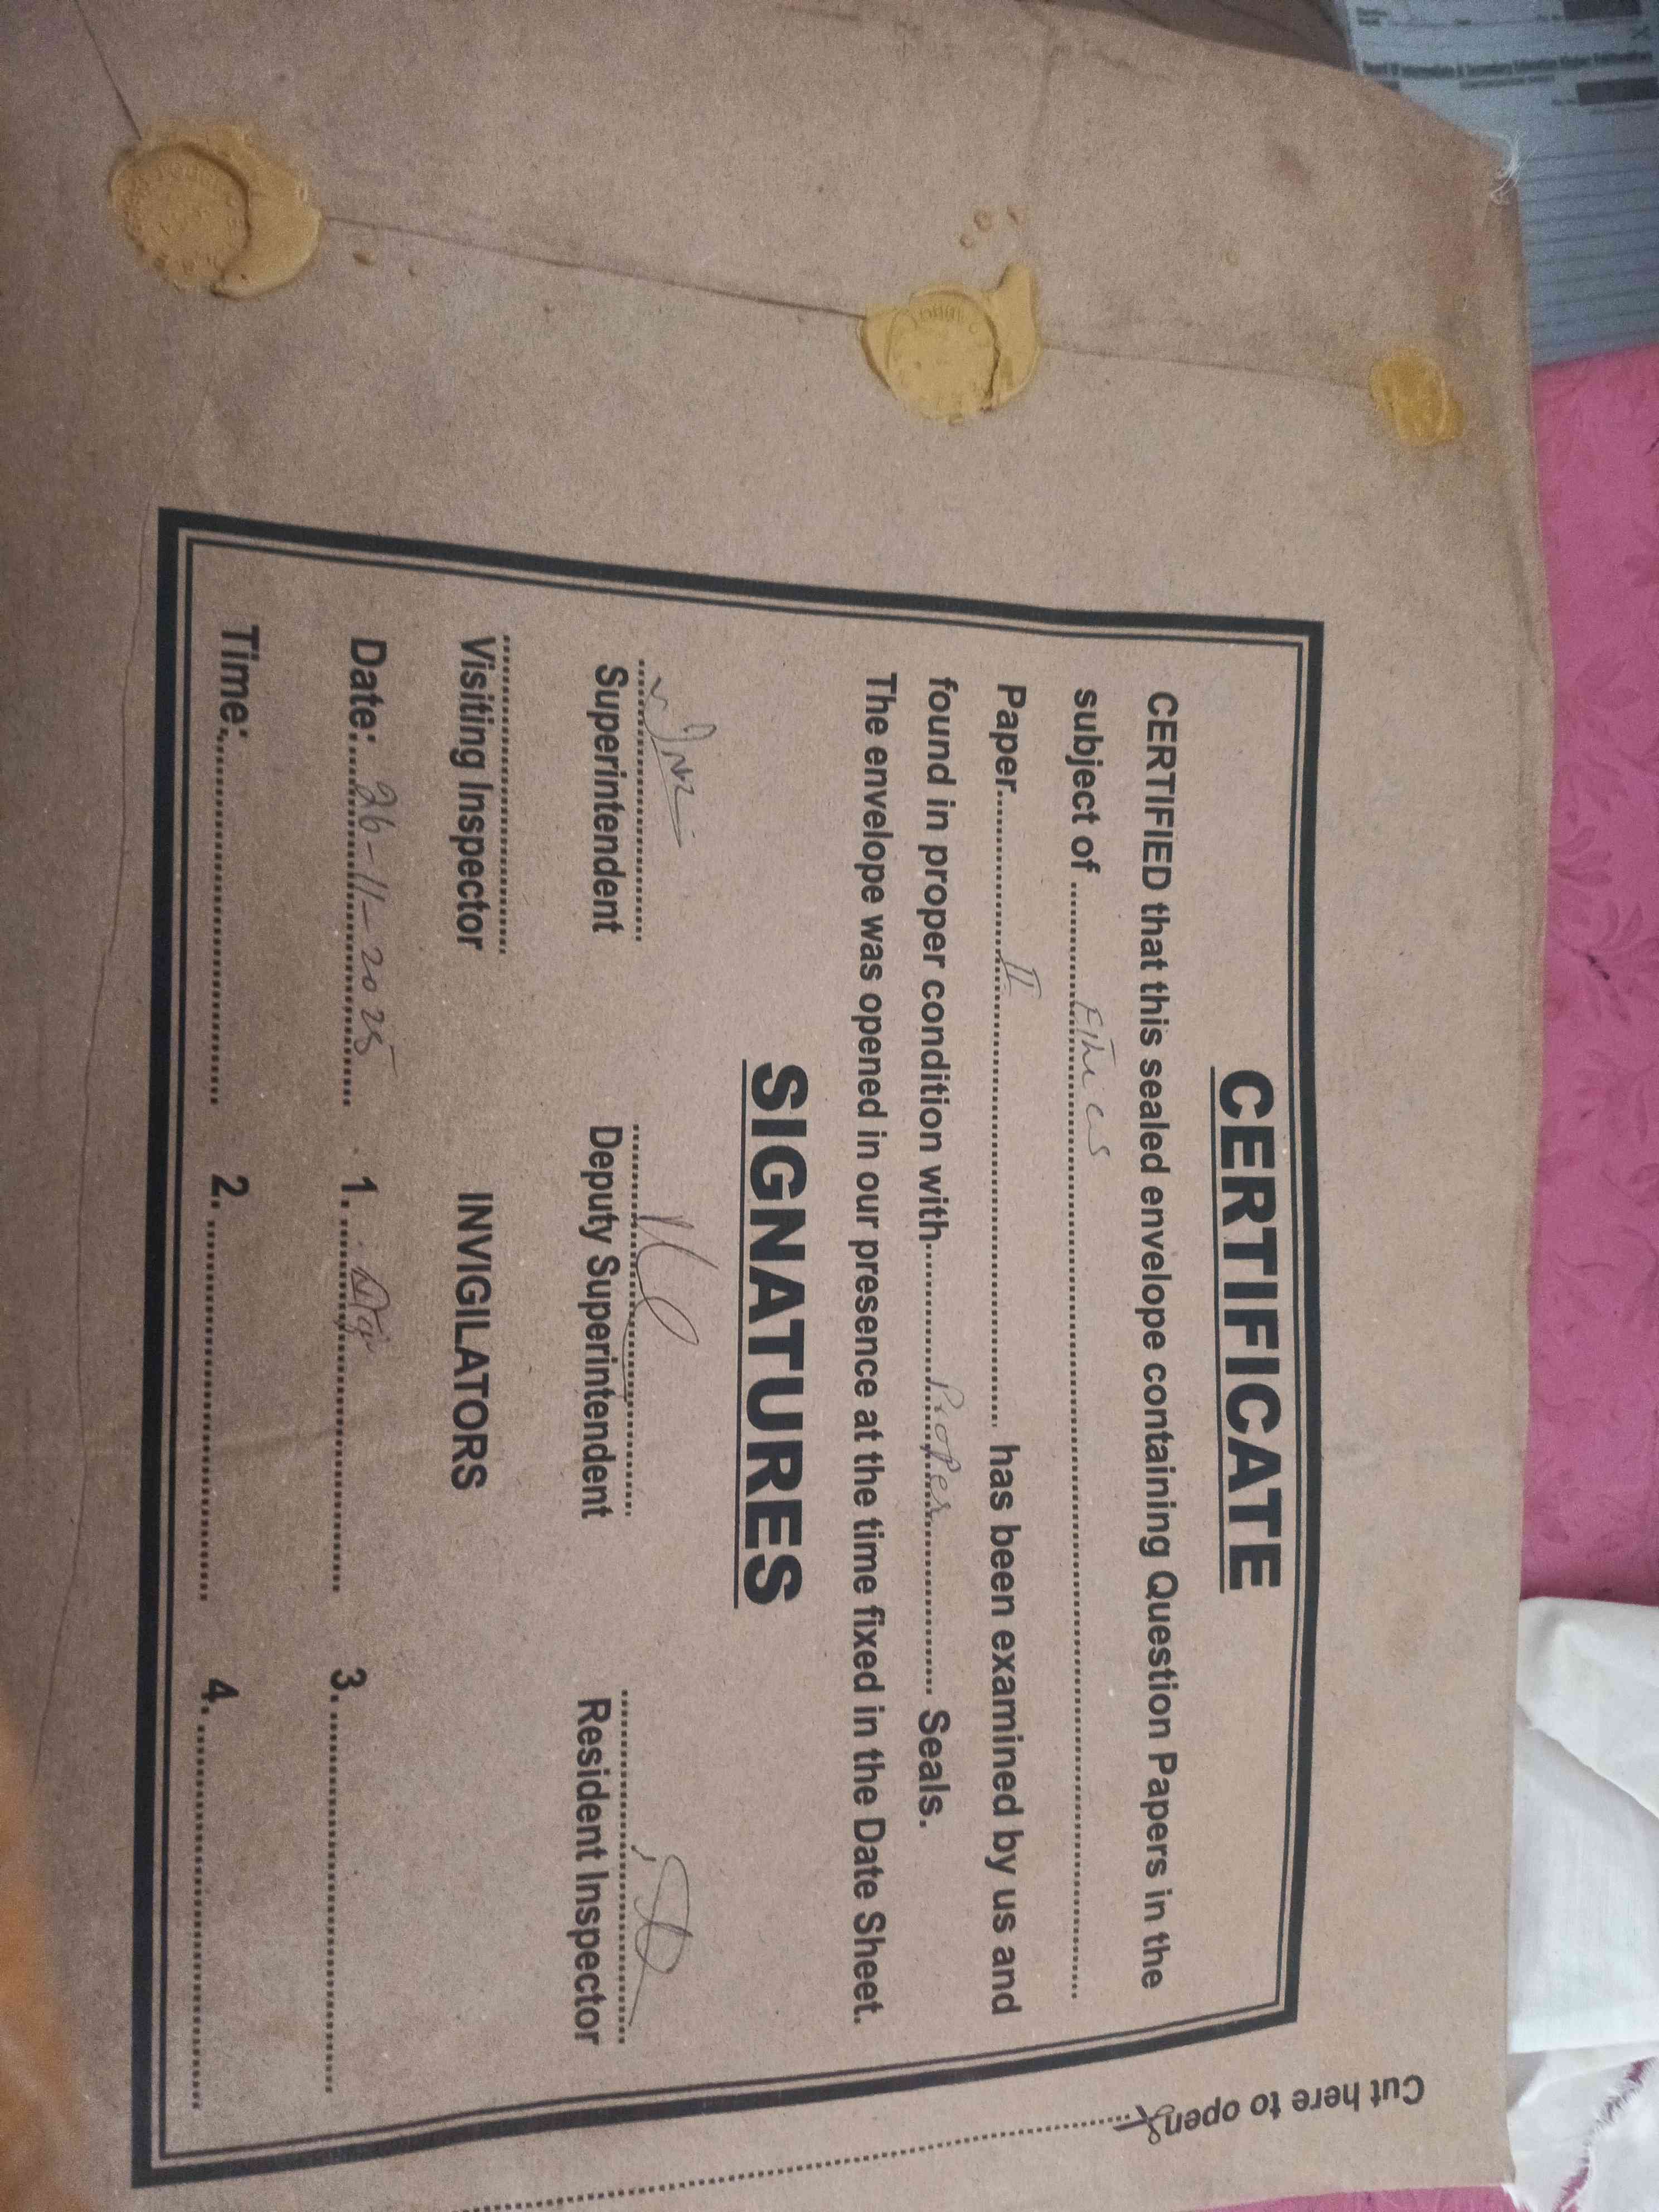 CERTIFICATE
CERTIFIED that this sealed envelope containing Question Papers in the
subject of ........ Ethics ........
Paper........ II ........ has been examined by us and
found in proper condition with........ Proper ........ Seals.
The envelope was opened in our presence at the time fixed in the Date Sheet.
SIGNATURES
Superintendent Deputy Superintendent Resident Inspector
Visiting Inspector INVIGILATORS
Date:........ 26-11-2025 ........ 1. ........ 3. ........
Time:........ 2. ........ 4. ........
Cut here to open